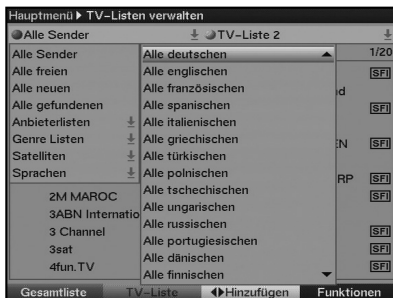 Hauptmenü TV-Listen verwalten
Alle Sender TV-Liste 2
Alle Sender Alle deutschen 1/20
Alle freien Alle englischen SFI
Alle neuen Alle französischen
Alle gefundenen Alle spanischen SFI
Anbieterlisten Alle italienischen
Genre Listen Alle griechischen SFI
Satelliten Alle türkischen
Sprachen Alle polnischen RP SFI
Alle tschechischen SFI
2M MAROC Alle ungarischen
3ABN Internatio Alle russischen
3 Channel Alle portugiesischen SFI
3sat Alle dänischen SFI
4fun.TV Alle finnischen SFI
Gesamtliste TV-Liste Hinzufügen Funktionen